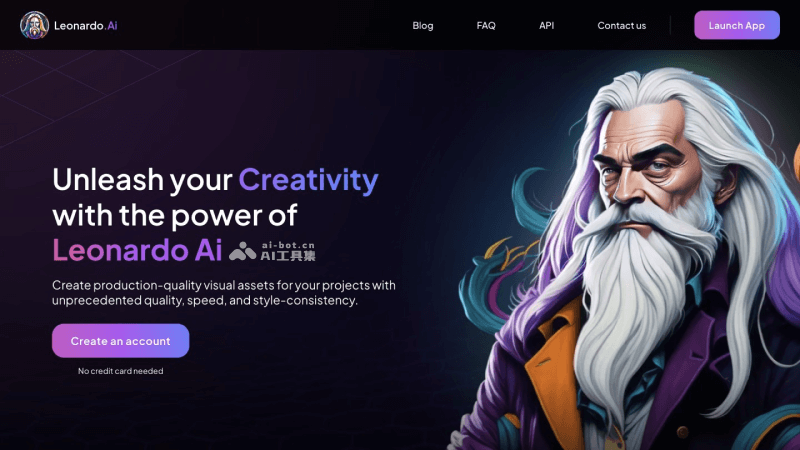 Leonardo.Ai
Blog FAQ API Contact us Launch App
Unleash your Creativity
with the power of
Leonardo Ai
ai-bot.cn
AI工具集
Create production-quality visual assets for your projects with
unprecedented quality, speed, and style-consistency.
Create an account
No credit card needed